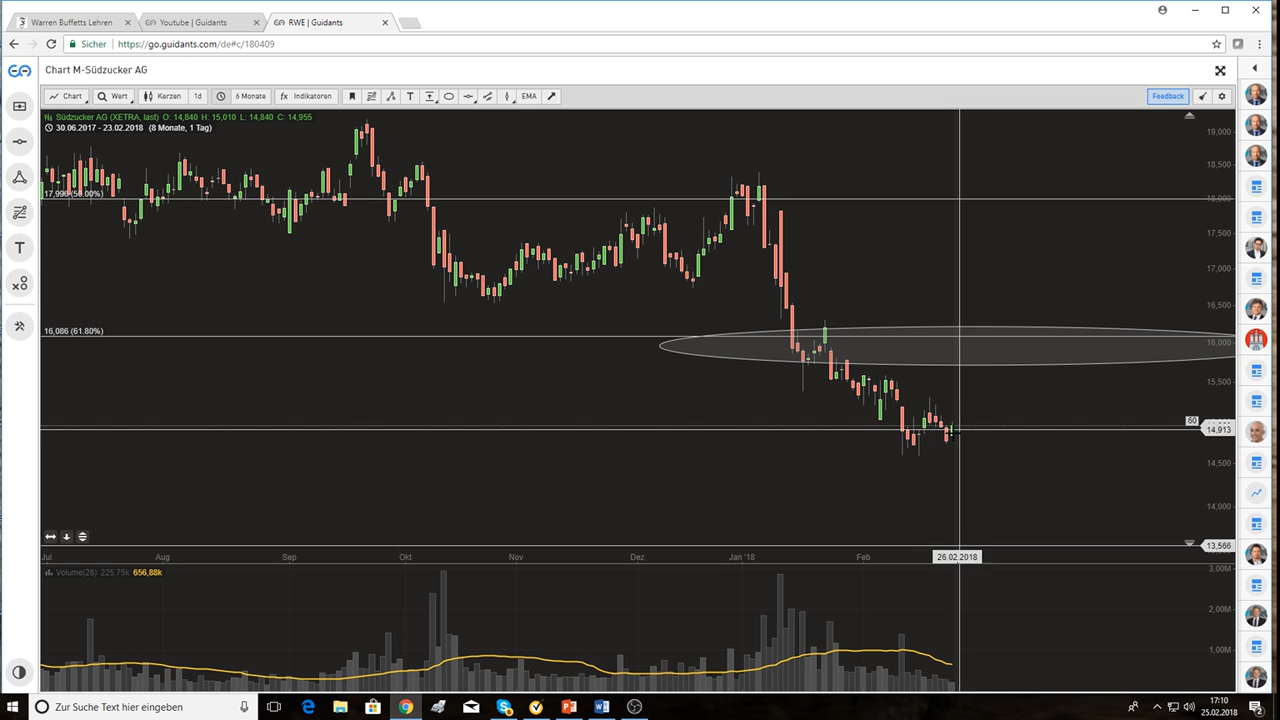 Warren Buffetts Lehren
Youtube | Guidants
RWE | Guidants
Sicher
https://go.guidants.com/de#c/180409
Chart M-Südzucker AG
Chart
Wert
Kerzen
1d
6 Monate
fx Indikatoren
T
EMA
Feedback
Südzucker AG (XETRA, last) O: 14,840 H: 15,010 L: 14,840 C: 14,955
30.06.2017 - 23.02.2018 (8 Monate, 1 Tag)
19,000
18,500
17,996 (50.00%)
18,000
17,500
17,000
16,500
16,086 (61.80%)
16,000
15,500
60
14,913
14,500
14,000
13,566
Jul
Aug
Sep
Okt
Nov
Dez
Jan '18
Feb
26.02.2018
Volume(28) 225,75k 656,88k
3,00M
2,00M
1,00M
T
Zur Suche Text hier eingeben
17:10
25.02.2018
2